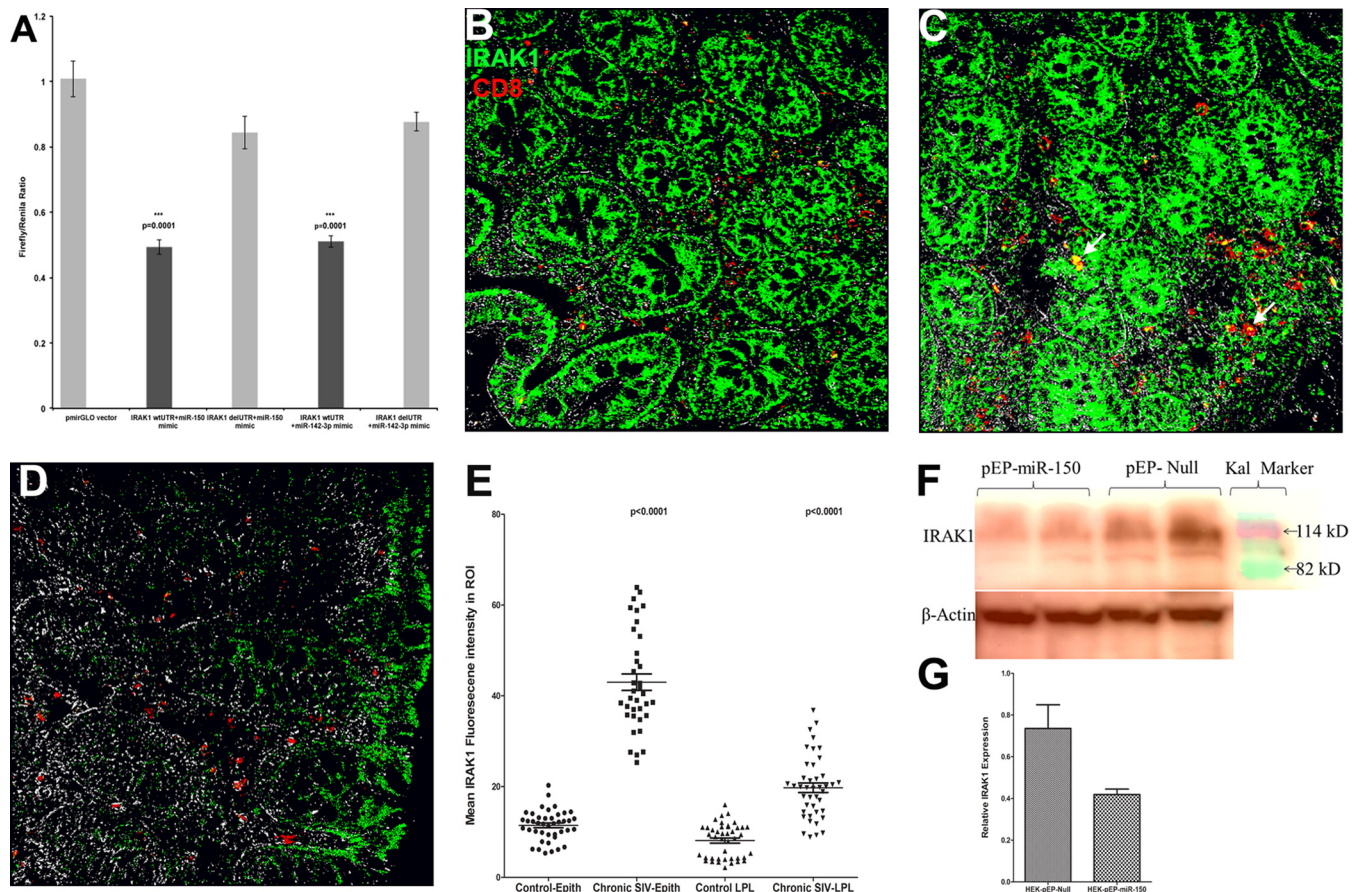 A
1.2
1
0.8
0.6
0.4
0.2
0
Firefly/Renila Ratio
***
p=0.0001
***
p=0.0001
pmirGLO vector
IRAK1 wtUTR+miR-150
mimic
IRAK1 delUTR+miR-150
mimic
IRAK1 wtUTR
+miR-142-3p mimic
IRAK1 delUTR
+miR-142-3p mimic
B
IRAK1
CD8
C
D
E
p<0.0001
p<0.0001
80
60
40
20
0
Mean IRAK1 Fluoresecene intensity in ROI
Control-Epith
Chronic SIV-Epith
Control LPL
Chronic SIV-LPL
F
pEP-miR-150
pEP- Null
Kal Marker
IRAK1
114 kD
82 kD
β-Actin
G
1.0
0.8
0.6
0.4
0.2
0.0
Relative IRAK1 Expression
HEK-pEP-Null
HEK-pEP-miR-150